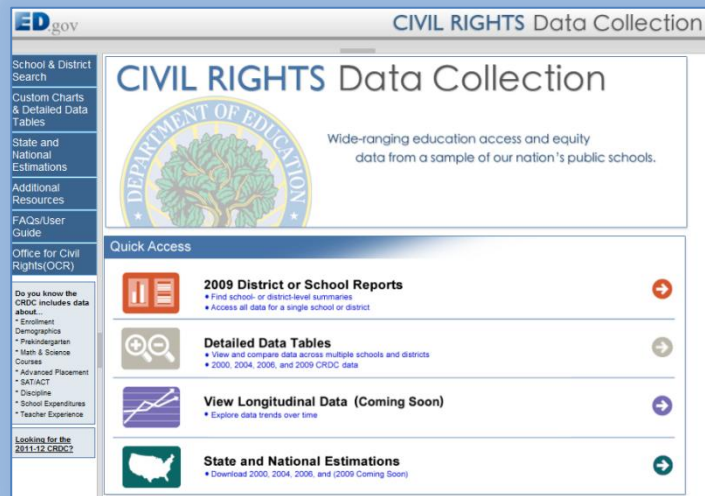 ED.gov
CIVIL RIGHTS Data Collection
School & District
Search
Custom Charts
& Detailed Data
Tables
State and
National
Estimations
Additional
Resources
FAQs/User
Guide
Office for Civil
Rights(OCR)
Do you know the
CRDC includes data
about...
* Enrollment
Demographics
* Prekindergarten
* Math & Science
Courses
* Advanced Placement
* SAT/ACT
* Discipline
* School Expenditures
* Teacher Experience
Looking for the
2011-12 CRDC?
CIVIL RIGHTS Data Collection
DEPARTMENT OF EDUCATION
Wide-ranging education access and equity
data from a sample of our nation's public schools.
Quick Access
2009 District or School Reports
• Find school- or district-level summaries
• Access all data for a single school or district
Detailed Data Tables
• View and compare data across multiple schools and districts
• 2000, 2004, 2006, and 2009 CRDC data
View Longitudinal Data (Coming Soon)
• Explore data trends over time
State and National Estimations
• Download 2000, 2004, 2006, and (2009 Coming Soon)